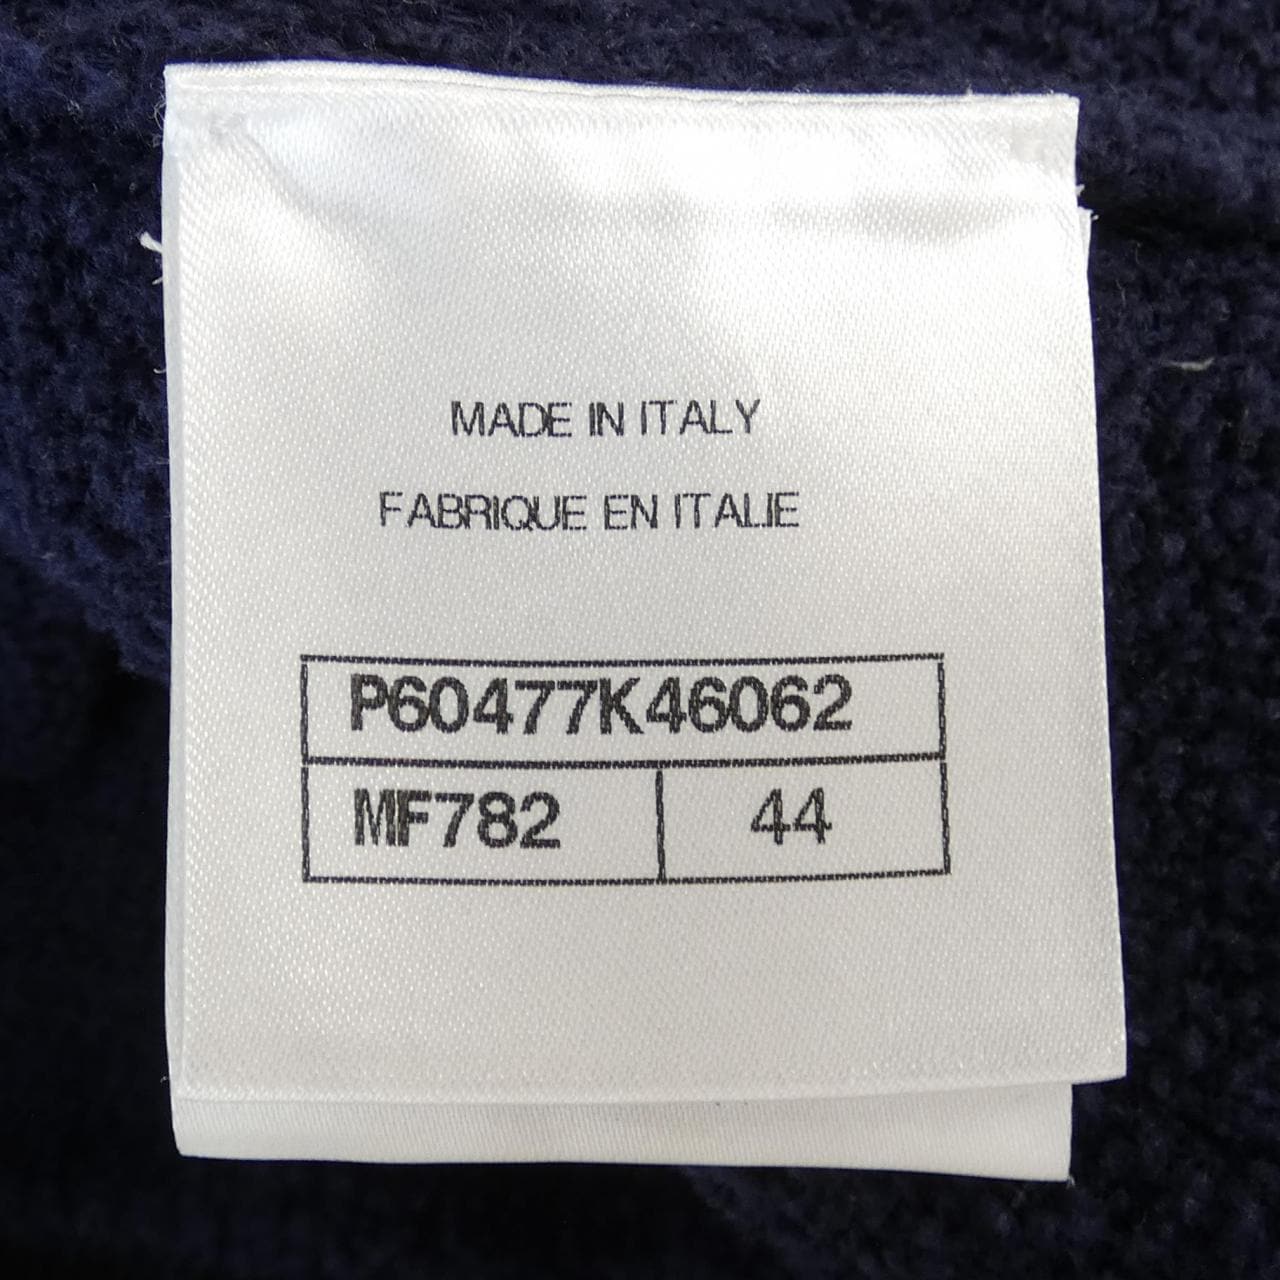 MADE IN ITALY
FABRIQUE EN ITALIE
P60477K46062
MF782 44